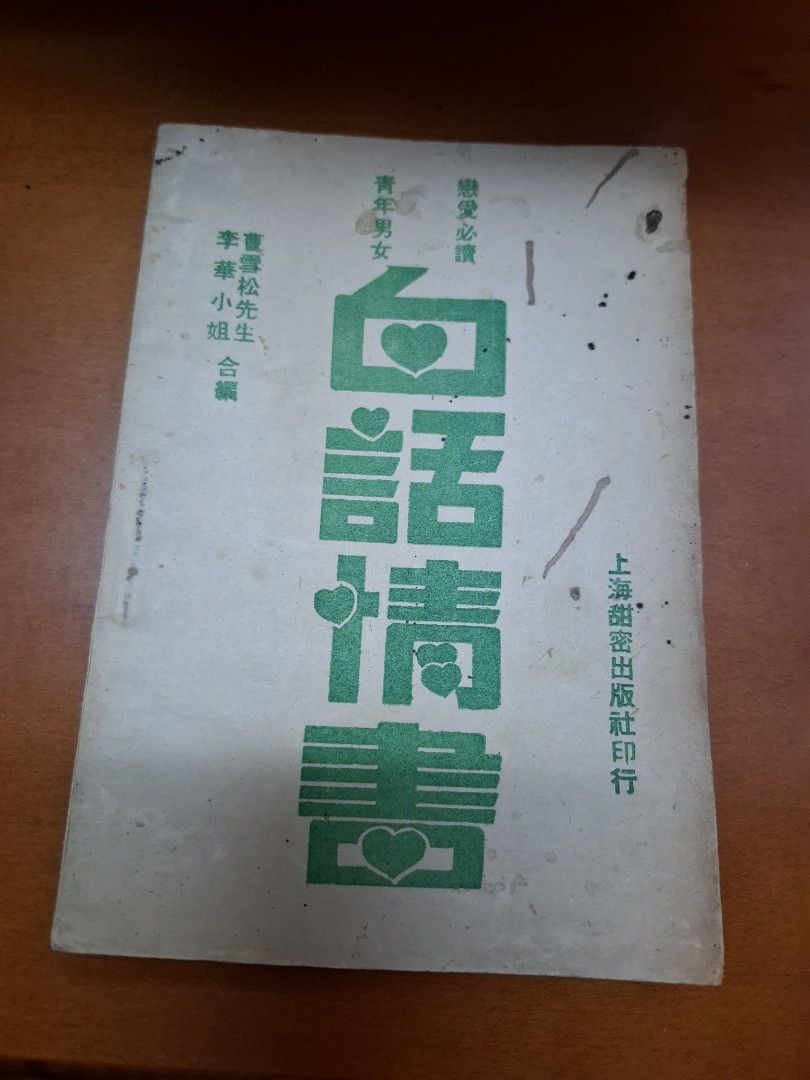 戀愛必讀
青年男女
白話情書
曹雪松先生
李華小姐
合編
上海甜密出版社印行